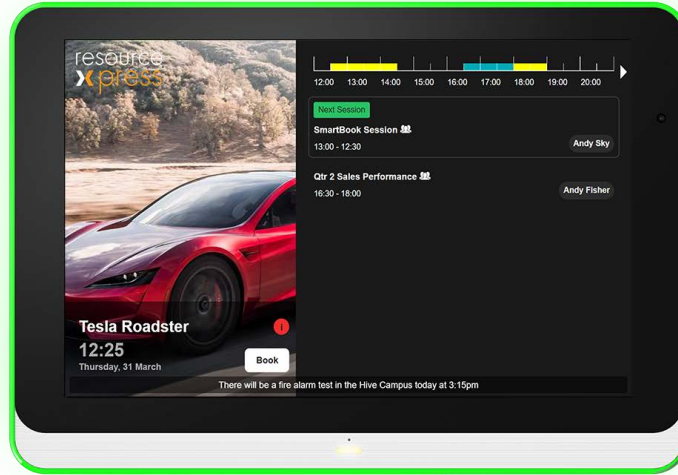 resource
xpress
12:00 13:00 14:00 15:00 16:00 17:00 18:00 19:00 20:00
Next Session
SmartBook Session
13:00 - 12:30
Andy Sky
Qtr 2 Sales Performance
16:30 - 18:00
Andy Fisher
Tesla Roadster
i
12:25
Thursday, 31 March
Book
There will be a fire alarm test in the Hive Campus today at 3:15pm